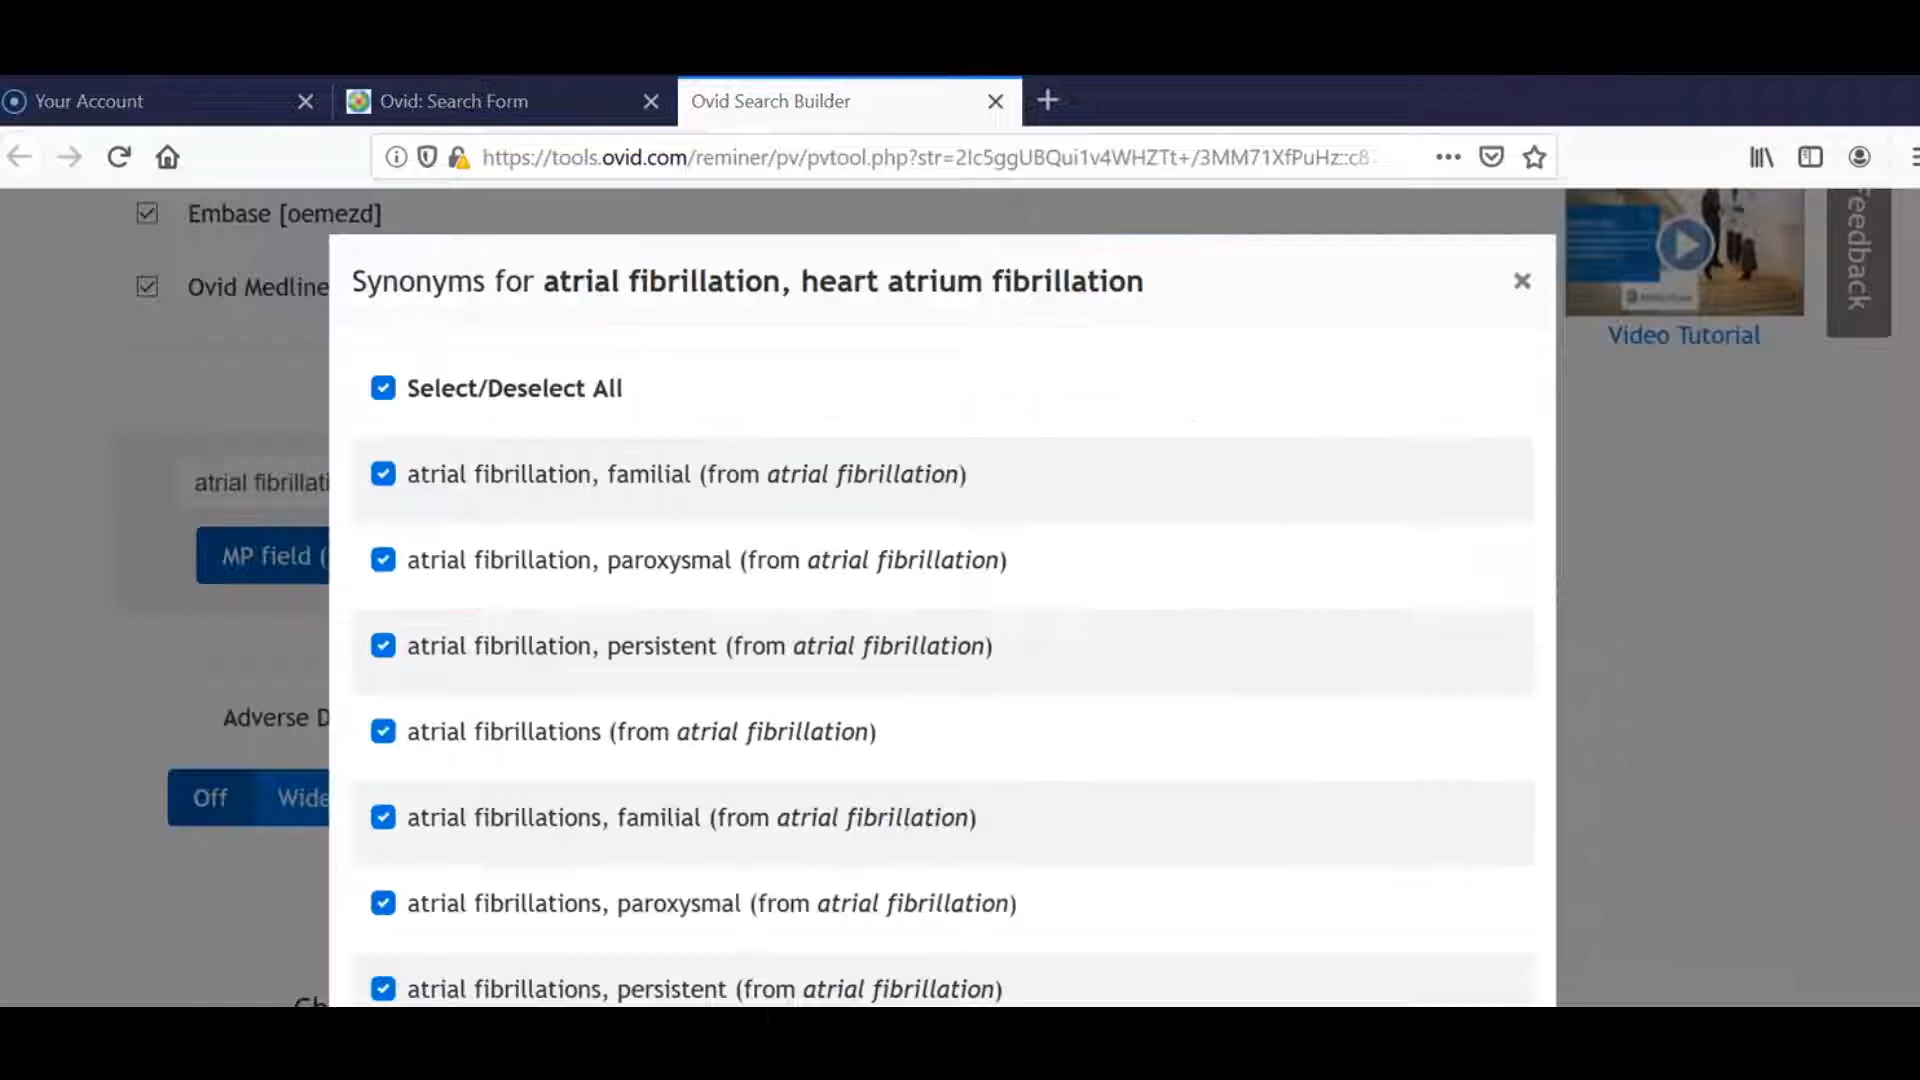 Your Account
Ovid: Search Form
Ovid Search Builder
https://tools.ovid.com/reminer/pv/pvtool.php?str=2Ic5ggUBQui1v4WHZTt+/3MM71XfPuHz::c8
Embase [oemezd]
Ovid Medline
Synonyms for atrial fibrillation, heart atrium fibrillation
Feedback
Video Tutorial
Select/Deselect All
atrial fibrillation, familial (from atrial fibrillation)
atrial fibrillati
atrial fibrillation, paroxysmal (from atrial fibrillation)
MP field (
atrial fibrillation, persistent (from atrial fibrillation)
Adverse D
atrial fibrillations (from atrial fibrillation)
Off
Wide
atrial fibrillations, familial (from atrial fibrillation)
atrial fibrillations, paroxysmal (from atrial fibrillation)
atrial fibrillations, persistent (from atrial fibrillation)